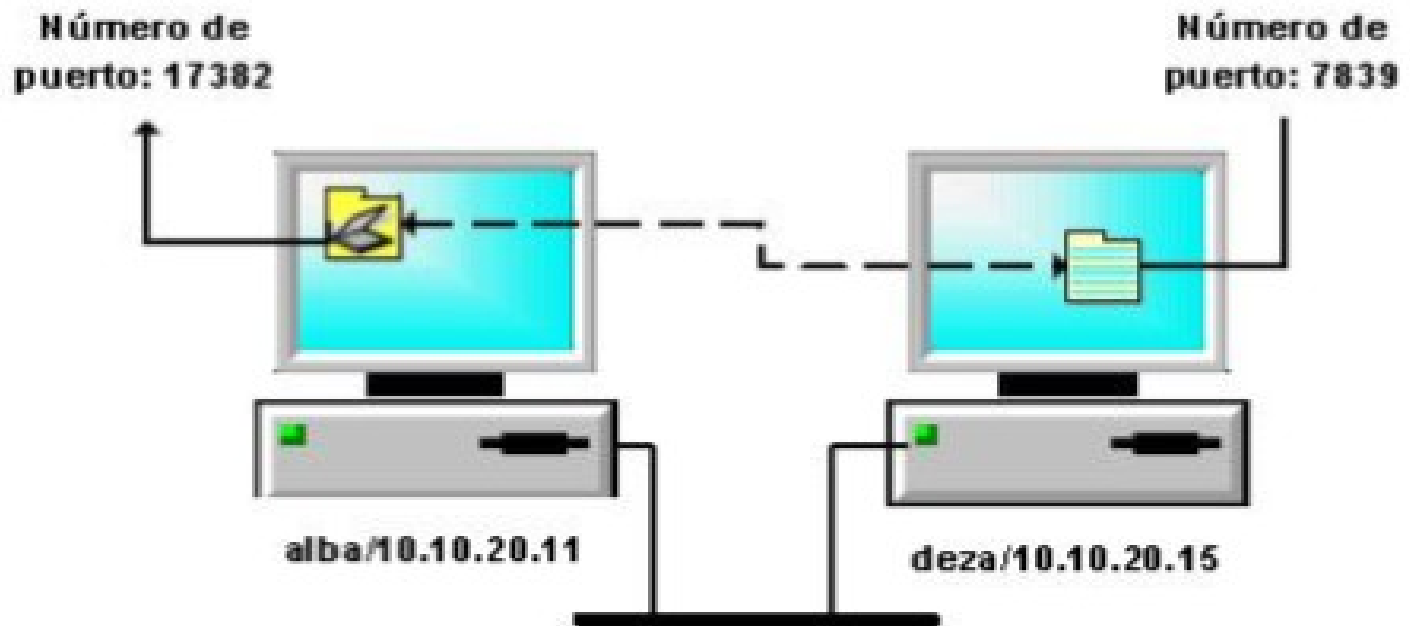 Número de
puerto: 17382
Número de
puerto: 7839
alba/10.10.20.11
deza/10.10.20.15